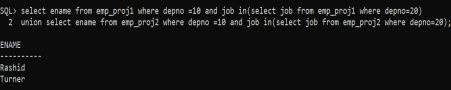 SQL> select ename from emp_proj1 where depno =10 and job in(select job from emp_proj1 where depno=20)
2 union select ename from emp_proj2 where depno =10 and job in(select job from emp_proj2 where depno=20);
ENAME
----------
Rashid
Turner